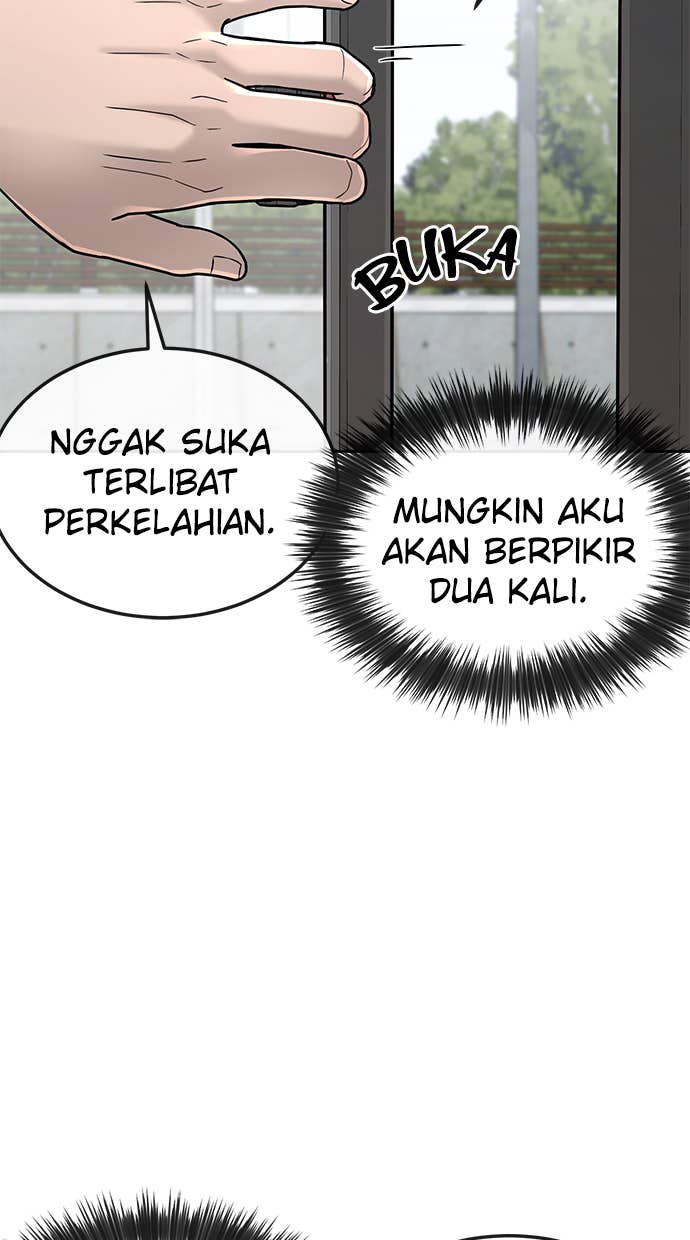 BUKA
NGGAK SUKA
TERLIBAT
PERKELAHIAN.
MUNGKIN AKU
AKAN BERPIKIR
DUA KALI.